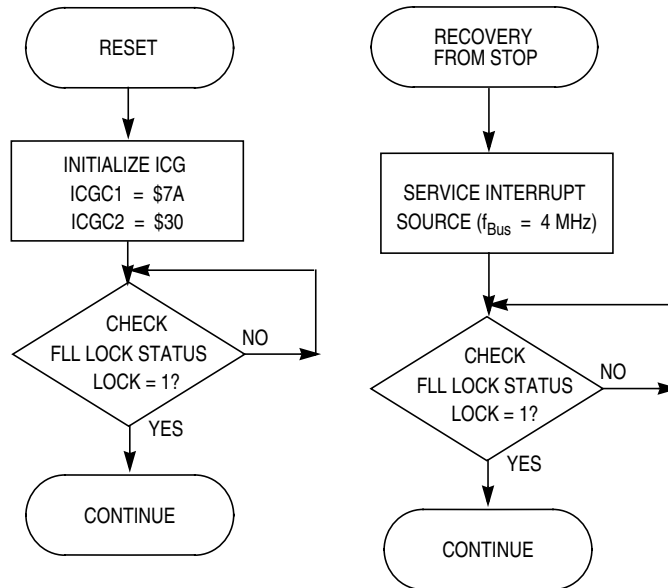 RESET
INITIALIZE ICG
ICGC1 = $7A
ICGC2 = $30
CHECK
FLL LOCK STATUS
LOCK = 1?
NO
YES
CONTINUE
RECOVERY
FROM STOP
SERVICE INTERRUPT
SOURCE (fBus = 4 MHz)
CHECK
FLL LOCK STATUS
LOCK = 1?
NO
YES
CONTINUE